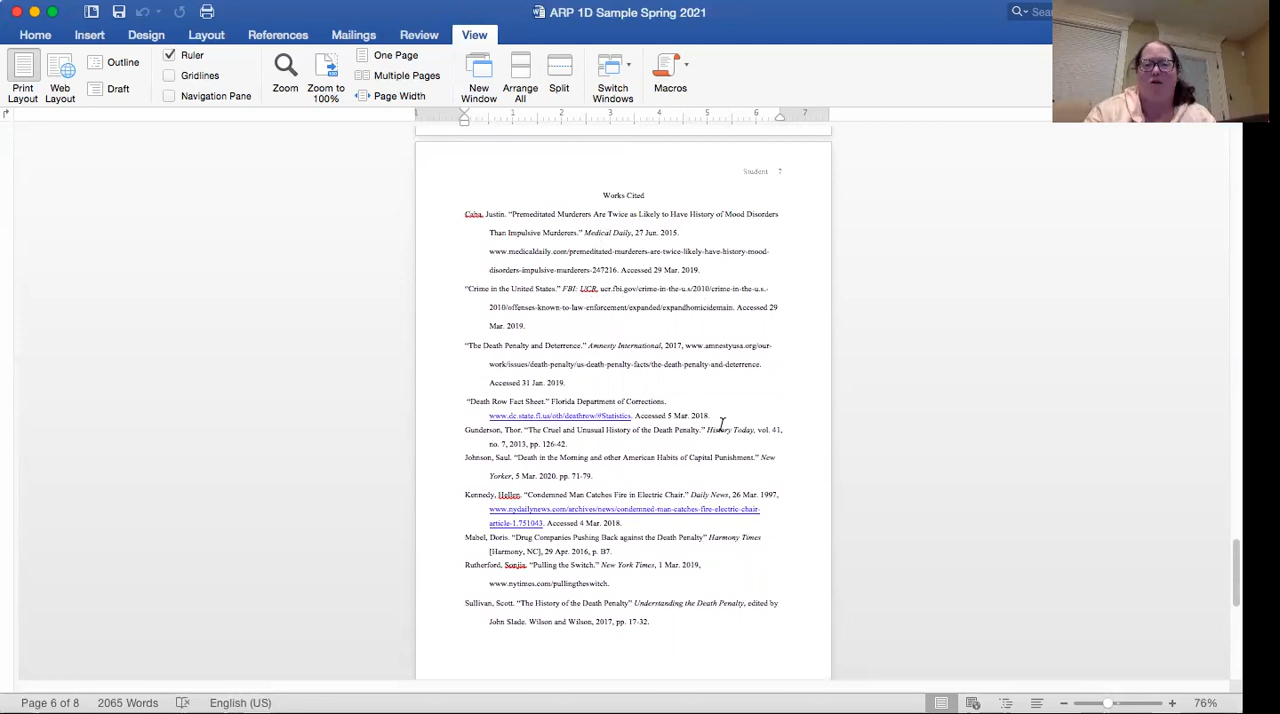 ARP 1D Sample Spring 2021
Sear
Home Insert Design Layout References Mailings Review View
Ruler
Gridlines
Navigation Pane
Print Layout
Web Layout
Outline
Draft
Zoom
Zoom to 100%
One Page
Multiple Pages
Page Width
New Window
Arrange All
Split
Switch Windows
Macros
1 1 2 3 4 5 6 7
Student 7
Works Cited
Caba, Justin. “Premeditated Murderers Are Twice as Likely to Have History of Mood Disorders
Than Impulsive Murderers.” Medical Daily, 27 Jun. 2015.
www.medicaldaily.com/premeditated-murderers-are-twice-likely-have-history-mood-
disorders-impulsive-murderers-247216. Accessed 29 Mar. 2019.
“Crime in the United States.” FBI: UCR, ucr.fbi.gov/crime-in-the-u.s/2010/crime-in-the-u.s.-
2010/offenses-known-to-law-enforcement/expanded/expandhomicidemain. Accessed 29
Mar. 2019.
“The Death Penalty and Deterrence.” Amnesty International, 2017, www.amnestyusa.org/our-
work/issues/death-penalty/us-death-penalty-facts/the-death-penalty-and-deterrence.
Accessed 31 Jan. 2019.
“Death Row Fact Sheet.” Florida Department of Corrections.
www.dc.state.fl.us/oth/deathrow/#Statistics. Accessed 5 Mar. 2018.
Gunderson, Thor. “The Cruel and Unusual History of the Death Penalty.” History Today, vol. 41,
no. 7, 2013, pp. 126-42.
Johnson, Saul. “Death in the Morning and other American Habits of Capital Punishment.” New
Yorker, 5 Mar. 2020. pp. 71-79.
Kennedy, Hellen. “Condemned Man Catches Fire in Electric Chair.” Daily News, 26 Mar. 1997,
www.nydailynews.com/archives/news/condemned-man-catches-fire-electric-chair-
article-1.751043. Accessed 4 Mar. 2018.
Mabel, Doris. “Drug Companies Pushing Back against the Death Penalty” Harmony Times
[Harmony, NC], 29 Apr. 2016, p. B7.
Rutherford, Sonjia. “Pulling the Switch.” New York Times, 1 Mar. 2019,
www.nytimes.com/pullingtheswitch.
Sullivan, Scott. “The History of the Death Penalty” Understanding the Death Penalty, edited by
John Slade. Wilson and Wilson, 2017, pp. 17-32.
Page 6 of 8 2065 Words English (US) 76%